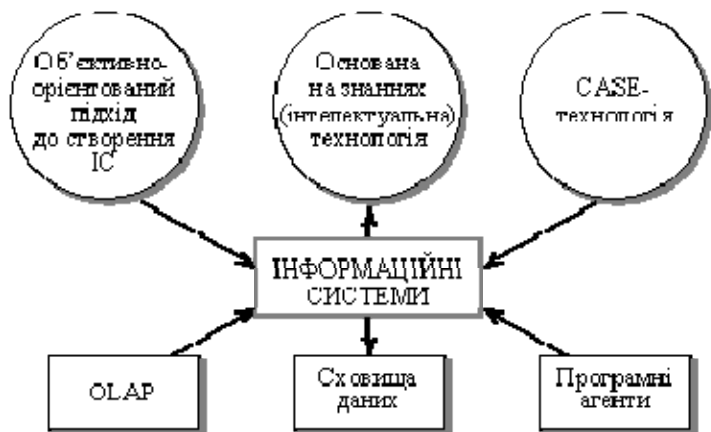 Об’єктивно-
орієнтований
підхід
до створення
ІС
Основана
на знаннях
(інтелектуальна)
технологія
CASE-
технологія
ІНФОРМАЦІЙНІ
СИСТЕМИ
OLAP
Сховища
даних
Програмні
агенти